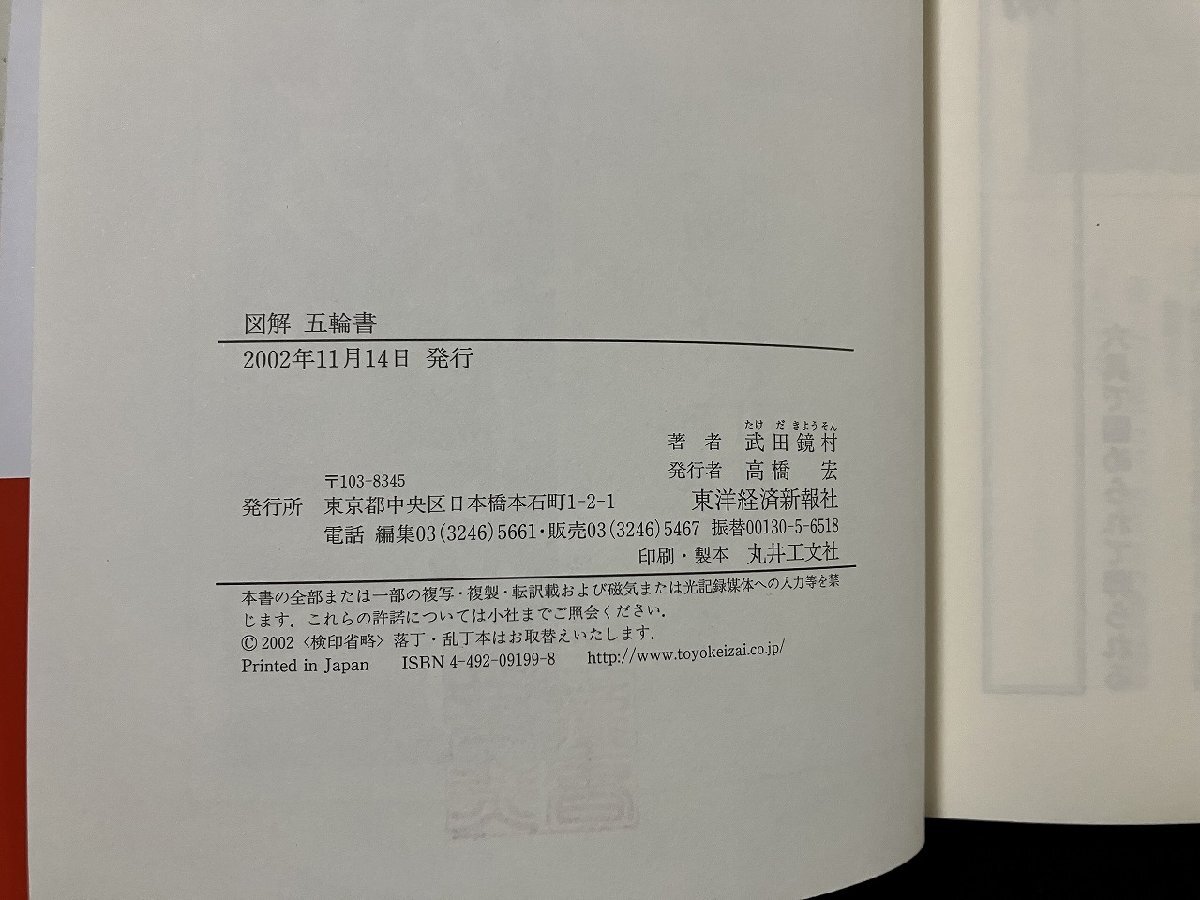 図解 五輪書
2002年11月14日 発行
たけ だ きようそん
著 者 武田鏡村
発行者 高橋 宏
〒103-8345
発行所 東京都中央区日本橋本石町1-2-1 東洋経済新報社
電話 編集03(3246)5661・販売03(3246)5467 振替00130-5-6518
印刷・製本 丸井工文社
本書の全部または一部の複写・複製・転訳載および磁気または光記録媒体への入力等を禁
じます．これらの許諾については小社までご照会ください．
Ⓒ 2002 〈検印省略〉 落丁・乱丁本はお取替えいたします．
Printed in Japan ISBN 4-492-09199-8 http://www.toyokeizai.co.jp/